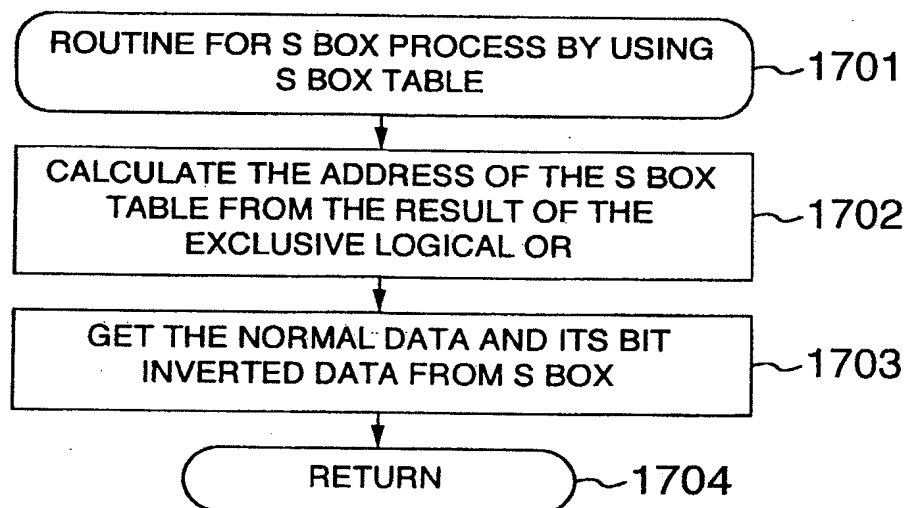 ROUTINE FOR S BOX PROCESS BY USING
S BOX TABLE
1701
CALCULATE THE ADDRESS OF THE S BOX
TABLE FROM THE RESULT OF THE
EXCLUSIVE LOGICAL OR
1702
GET THE NORMAL DATA AND ITS BIT
INVERTED DATA FROM S BOX
1703
RETURN
1704